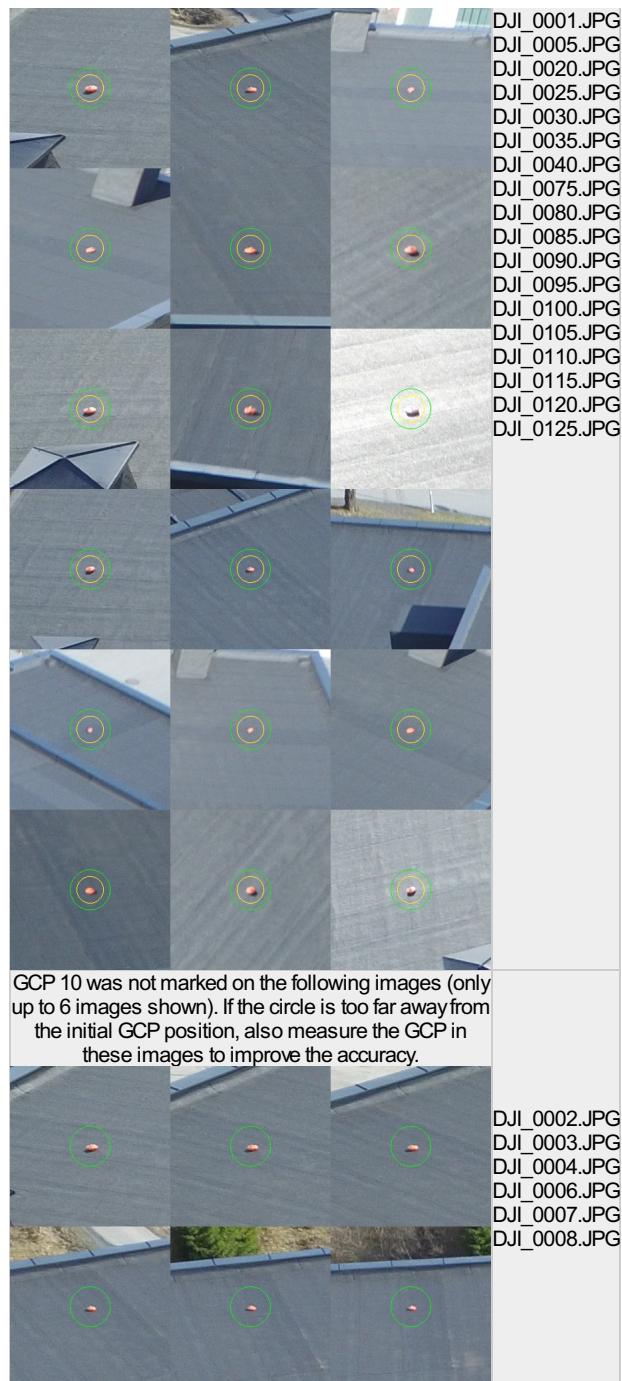 DJI_0001.JPG
DJI_0005.JPG
DJI_0020.JPG
DJI_0025.JPG
DJI_0030.JPG
DJI_0035.JPG
DJI_0040.JPG
DJI_0075.JPG
DJI_0080.JPG
DJI_0085.JPG
DJI_0090.JPG
DJI_0095.JPG
DJI_0100.JPG
DJI_0105.JPG
DJI_0110.JPG
DJI_0115.JPG
DJI_0120.JPG
DJI_0125.JPG
GCP 10 was not marked on the following images (only
up to 6 images shown). If the circle is too far away from
the initial GCP position, also measure the GCP in
these images to improve the accuracy.
DJI_0002.JPG
DJI_0003.JPG
DJI_0004.JPG
DJI_0006.JPG
DJI_0007.JPG
DJI_0008.JPG